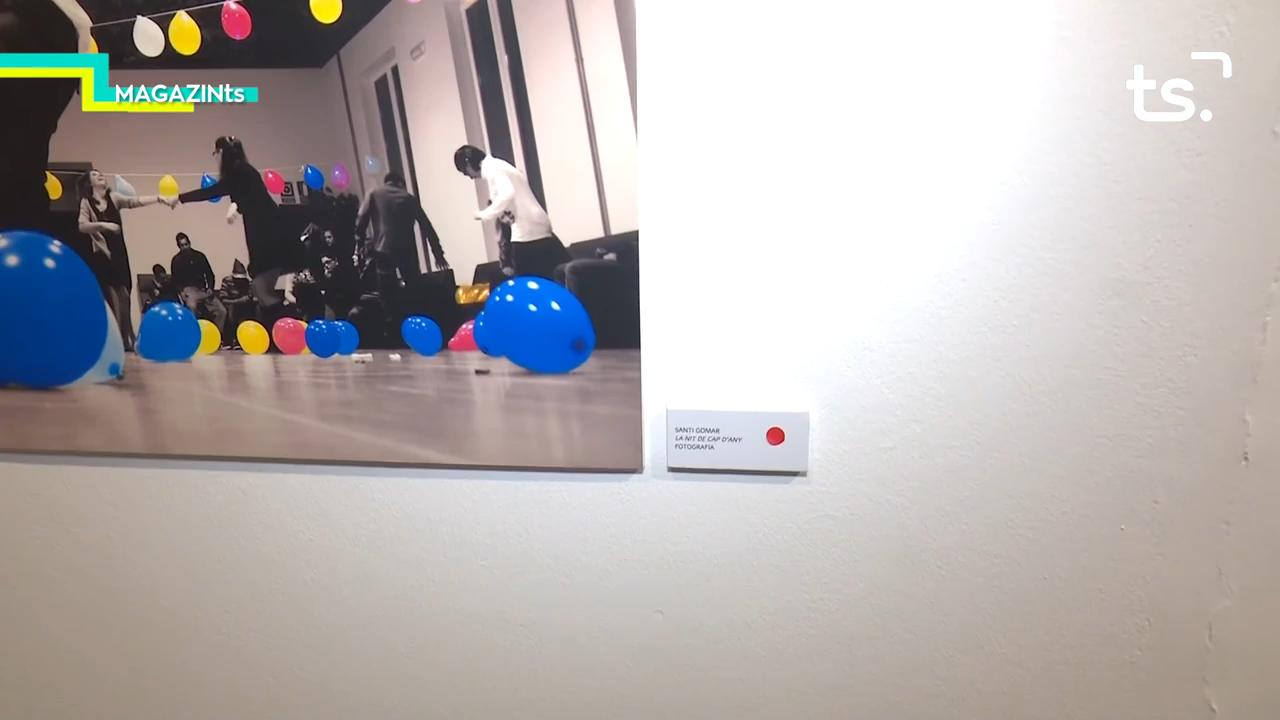 MAGAZINts
ts.
SANTI GOMAR
LA NIT DE CAP D'ANY
FOTOGRAFIA